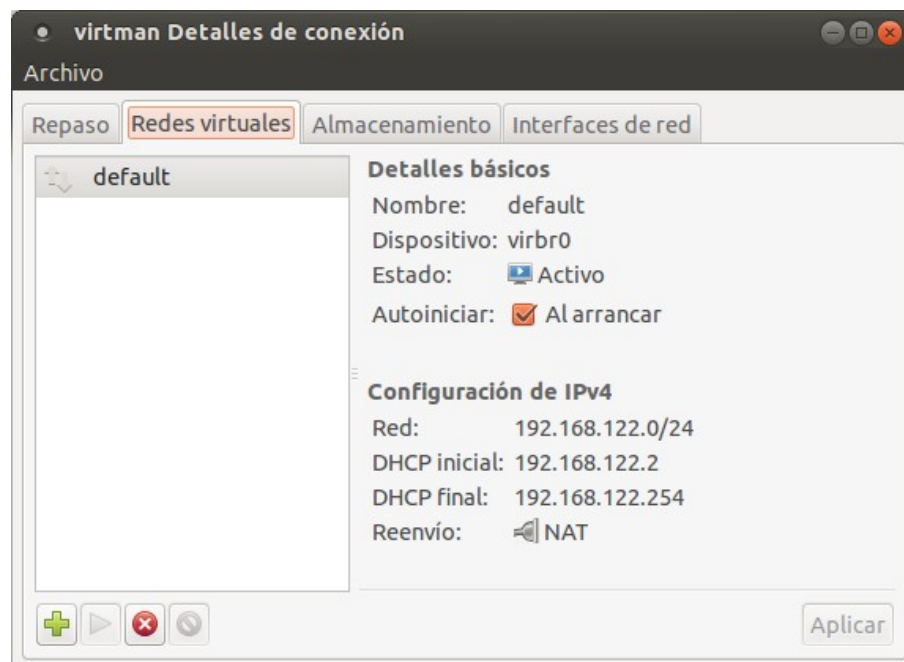 virtman Detalles de conexión
Archivo
Repaso Redes virtuales Almacenamiento Interfaces de red
default
Detalles básicos
Nombre: default
Dispositivo: virbr0
Estado: Activo
Autoiniciar: Al arrancar
Configuración de IPv4
Red: 192.168.122.0/24
DHCP inicial: 192.168.122.2
DHCP final: 192.168.122.254
Reenvío: NAT
Aplicar